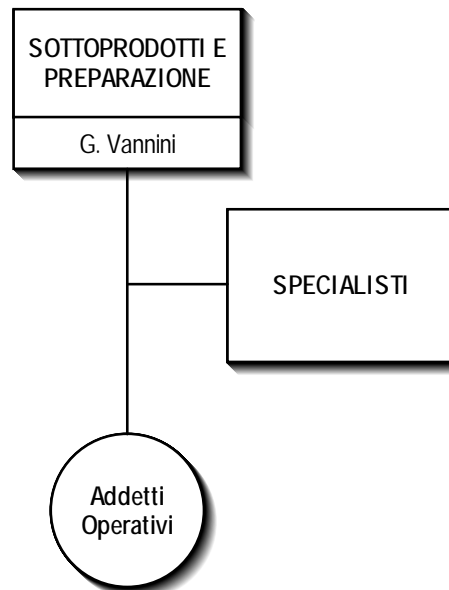 SOTTOPRODOTTI E
PREPARAZIONE
G. Vannini
SPECIALISTI
Addetti
Operativi